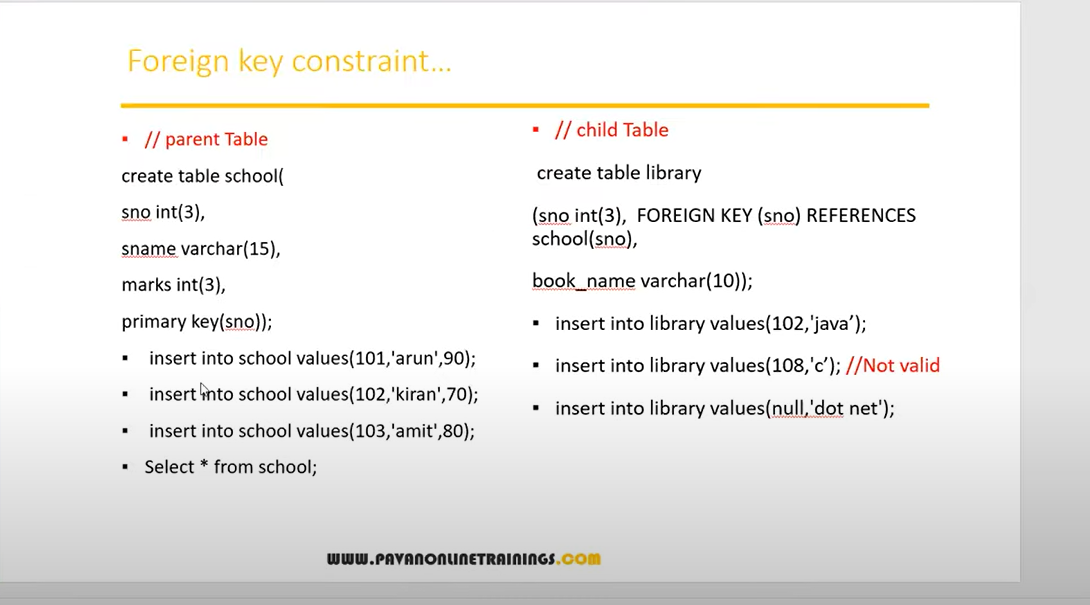 Foreign key constraint...
▪ // parent Table
create table school(
sno int(3),
sname varchar(15),
marks int(3),
primary key(sno));
▪ insert into school values(101,'arun',90);
▪ insert into school values(102,'kiran',70);
▪ insert into school values(103,'amit',80);
▪ Select * from school;
▪ // child Table
create table library
(sno int(3), FOREIGN KEY (sno) REFERENCES
school(sno),
book_name varchar(10));
▪ insert into library values(102,'java’);
▪ insert into library values(108,'c’); //Not valid
▪ insert into library values(null,'dot net');
WWW.PAVANONLINETRAININGS.COM